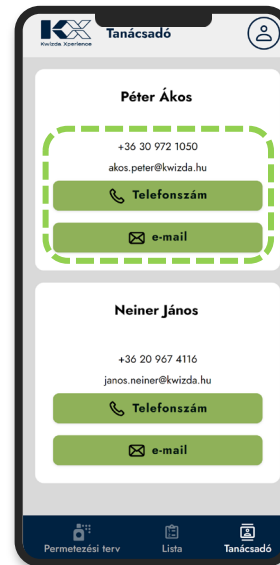 KX
Kwizda Xperience
Tanácsadó
Péter Ákos
+36 30 972 1050
akos.peter@kwizda.hu
Telefonszám
e-mail
Neiner János
+36 20 967 4116
janos.neiner@kwizda.hu
Telefonszám
e-mail
Permetezési terv
Lista
Tanácsadó